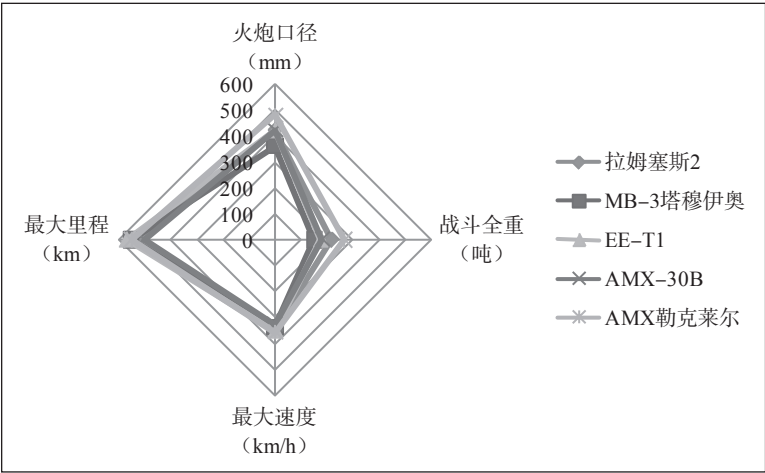 火炮口径
（mm）
600
500
400
300
200
100
0
最大里程
（km）
战斗全重
（吨）
最大速度
（km/h）
拉姆塞斯2
MB-3塔穆伊奥
EE-T1
AMX-30B
AMX勒克莱尔